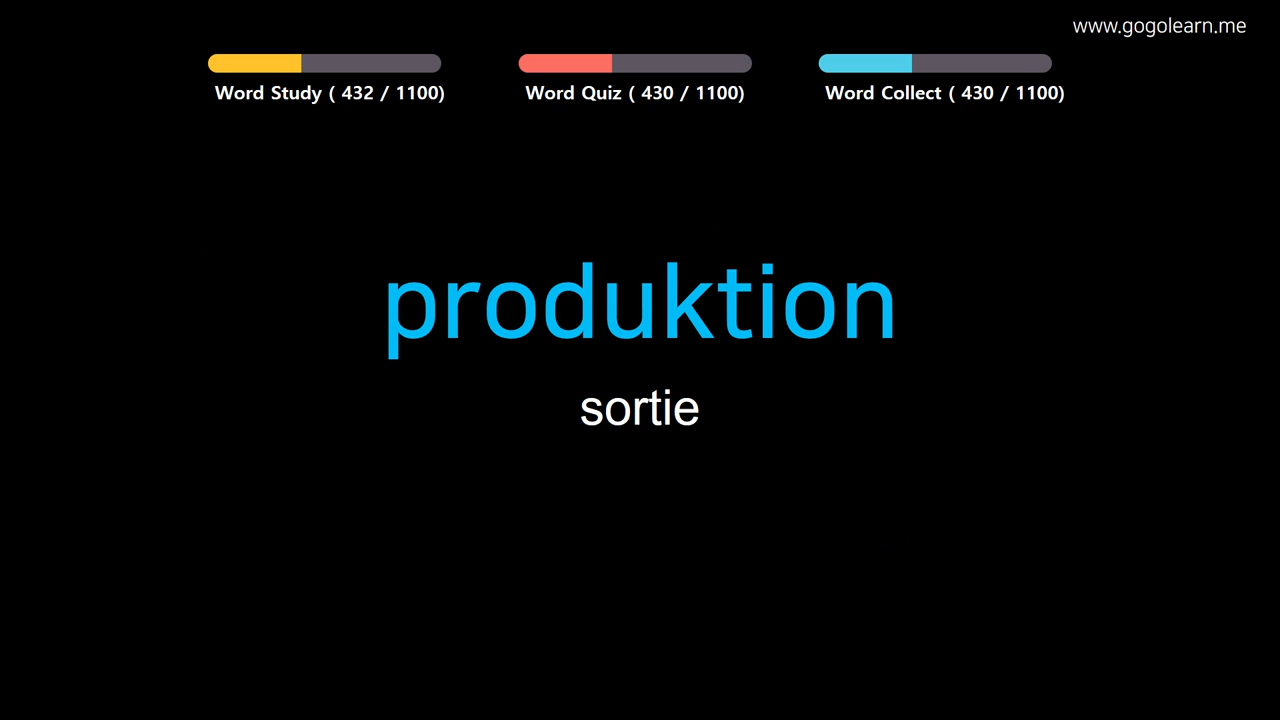 www.gogolearn.me
Word Study ( 432 / 1100)
Word Quiz ( 430 / 1100)
Word Collect ( 430 / 1100)
produktion
sortie